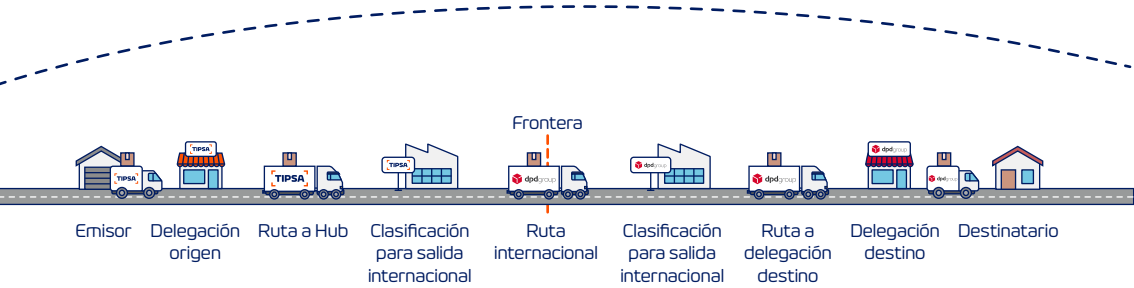 Frontera
TIPSA
TIPSA
TIPSA
TIPSA
dpdgroup
dpdgroup
dpdgroup
dpdgroup
dpdgroup
Emisor
Delegación
origen
Ruta a Hub
Clasificación
para salida
internacional
Ruta
internacional
Clasificación
para salida
internacional
Ruta a
delegación
destino
Delegación
destino
Destinatario